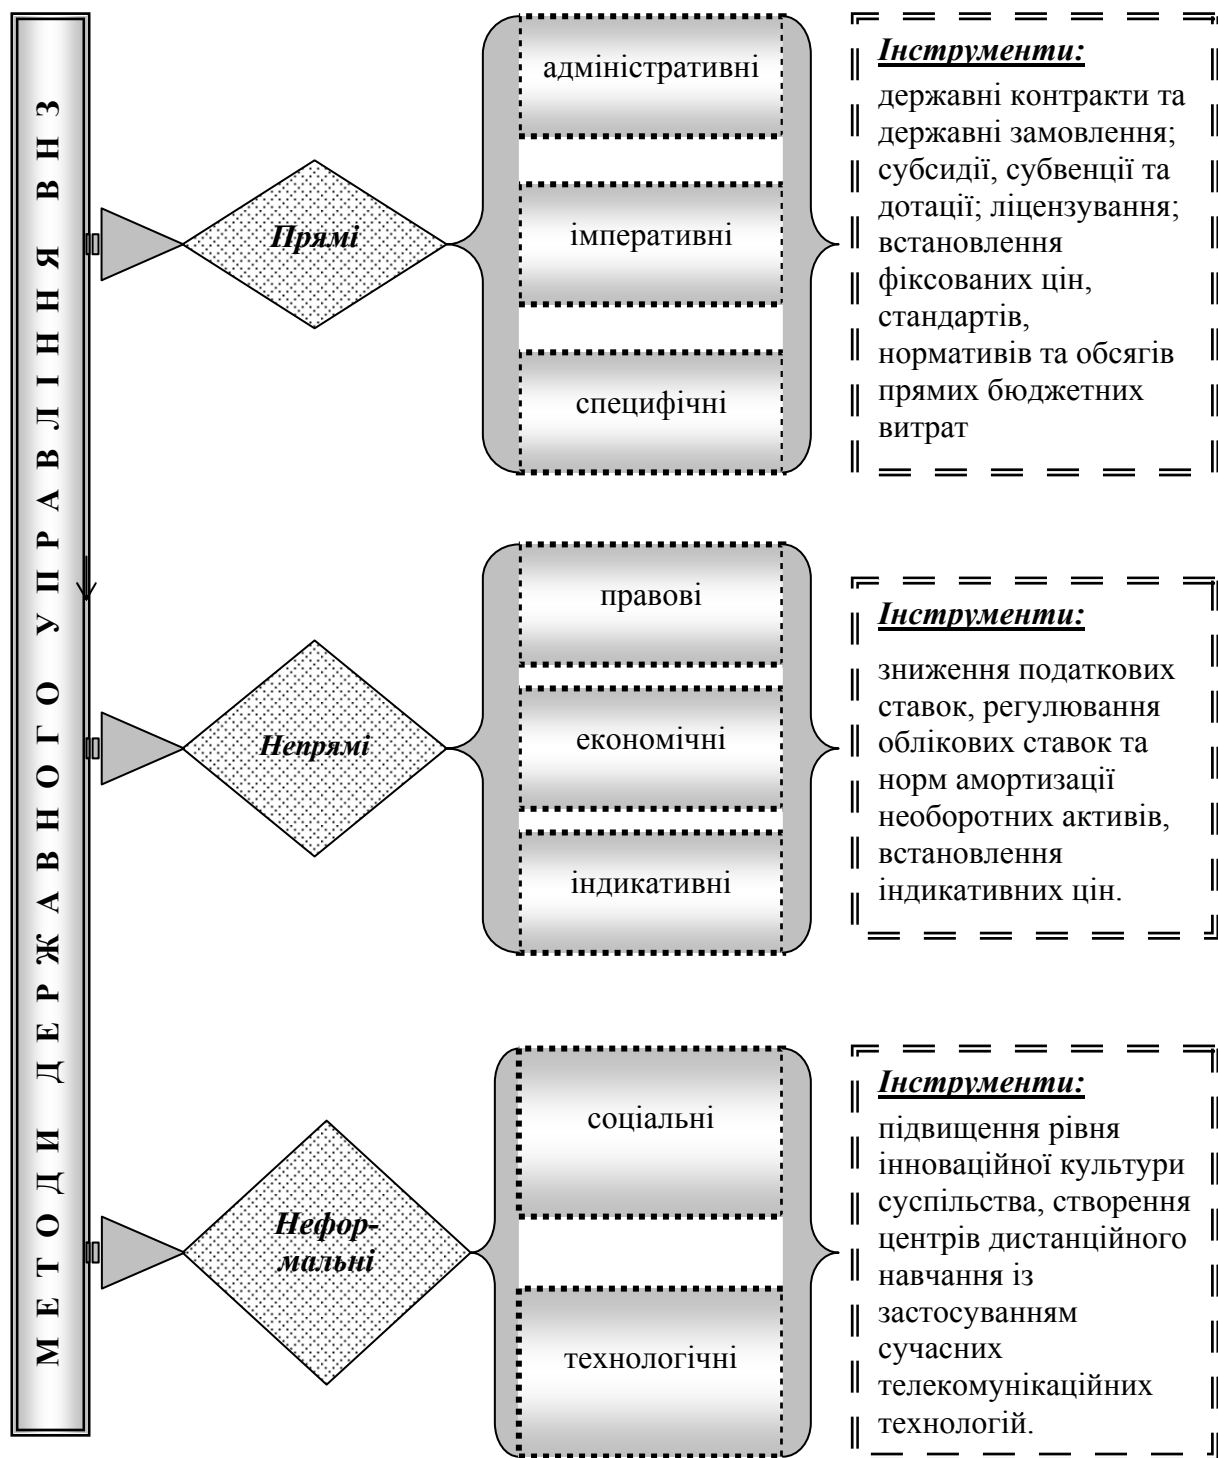 МЕТОДИ ДЕРЖАВНОГО УПРАВЛІННЯ ВНЗ
Прямі
адміністративні
імперативні
специфічні
Інструменти:
державні контракти та
державні замовлення;
субсидії, субвенції та
дотації; ліцензування;
встановлення
фіксованих цін,
стандартів,
нормативів та обсягів
прямих бюджетних
витрат
Непрямі
правові
економічні
індикативні
Інструменти:
зниження податкових
ставок, регулювання
облікових ставок та
норм амортизації
необоротних активів,
встановлення
індикативних цін.
Нефор-
мальні
соціальні
технологічні
Інструменти:
підвищення рівня
інноваційної культури
суспільства, створення
центрів дистанційного
навчання із
застосуванням
сучасних
телекомунікаційних
технологій.